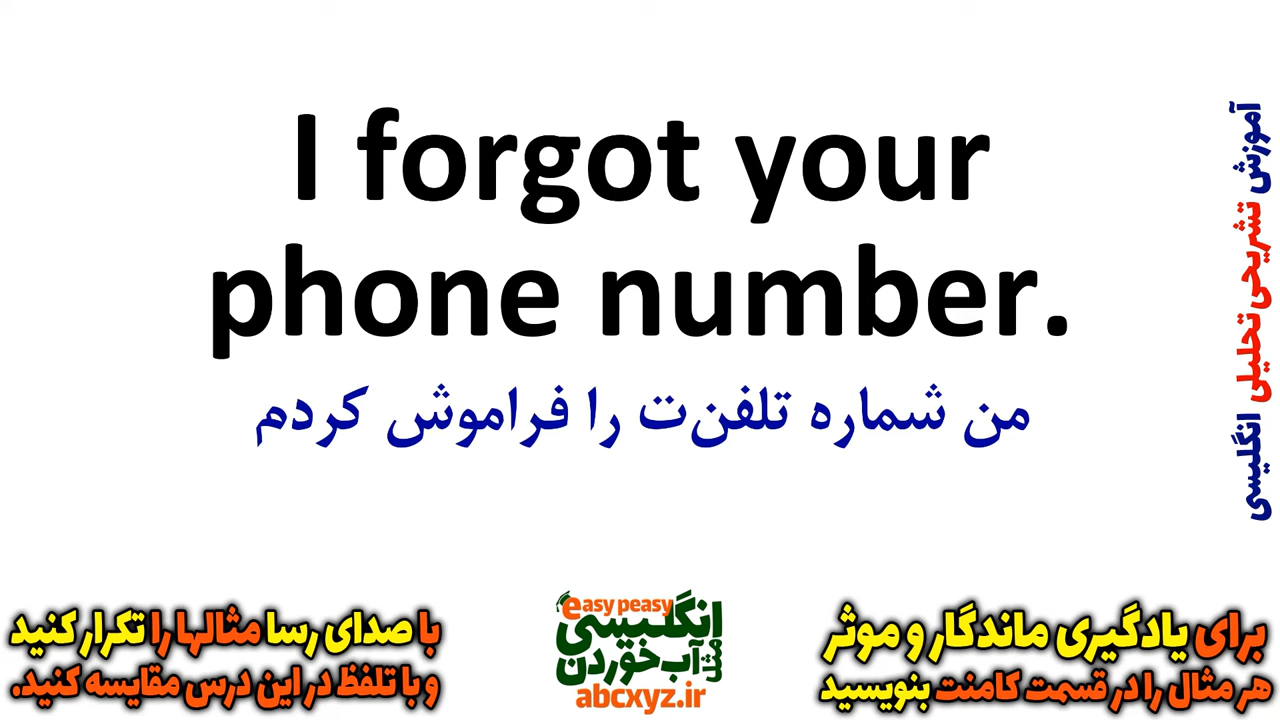 I forgot your
phone number.
من شماره تلفن‌ت را فراموش کردم
آموزش تشریحی تحلیلی انگلیسی
برای یادگیری ماندگار و موثر
هر مثال را در قسمت کامنت بنویسید
easy peasy
انگلیسی
مثل آب خوردن
abcxyz.ir
با صدای رسا مثالها را تکرار کنید
و با تلفظ در این درس مقایسه کنید.